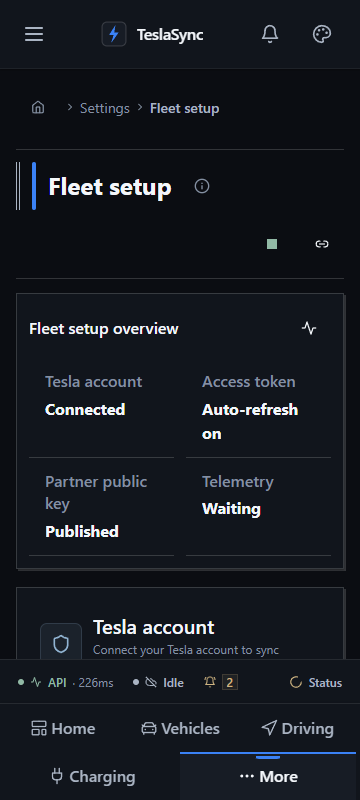 TeslaSync
Settings
Fleet setup
Fleet setup
Fleet setup overview
Tesla account
Connected
Access token
Auto-refresh
on
Partner public
key
Published
Telemetry
Waiting
Tesla account
Connect your Tesla account to sync
API · 226ms
Idle
2
Status
Home
Vehicles
Driving
Charging
More